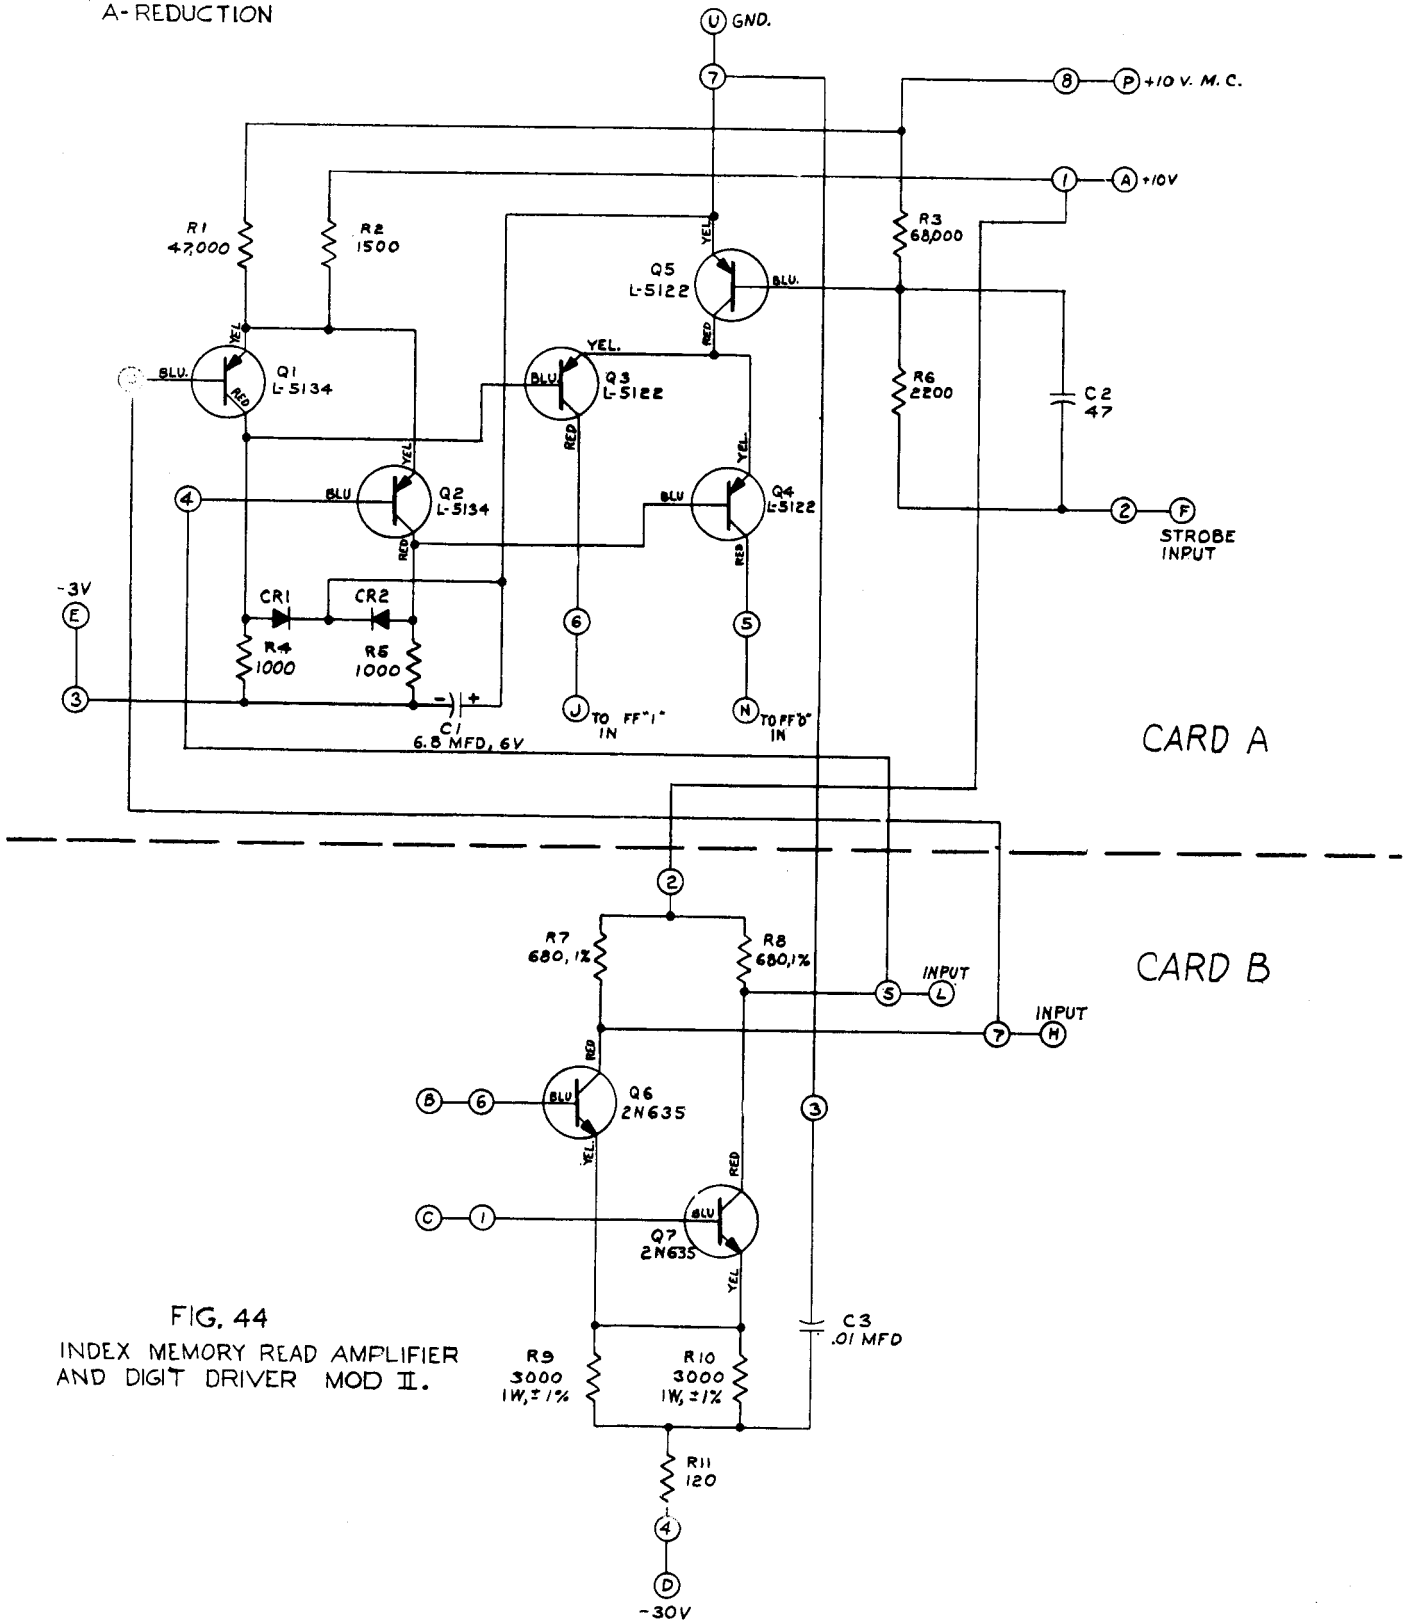 A-REDUCTION
U GND.
7
8 P +10 V. M. C.
1 A +10V
R1
47,000
R2
1500
R3
68,000
YEL
Q5
L-5122
BLU.
RED
YEL
YEL.
BLU.
Q1
L-5134
RED
BLU.
Q3
L-5122
R6
2200
C2
47
RED
YEL
YEL.
4
BLU
Q2
L-5134
BLU
Q4
L-5122
2 F
STROBE
INPUT
RED
RED
-3V
E
CR1
CR2
6
5
R4
1000
R5
1000
3
- +
C1
6.8 MFD, 6V
J TO FF"1"
IN
N TO FF"0"
IN
CARD A
2
R7
680, 1%
R8
680,1%
CARD B
INPUT
5 L
INPUT
7 H
RED
B 6
BLU
Q6
2N635
3
YEL.
RED
C 1
BLU
Q7
2N635
YEL
FIG. 44
INDEX MEMORY READ AMPLIFIER
AND DIGIT DRIVER MOD II.
C3
.01 MFD
R9
3000
1W, ±1%
R10
3000
1W, ±1%
R11
120
4
D
-30V